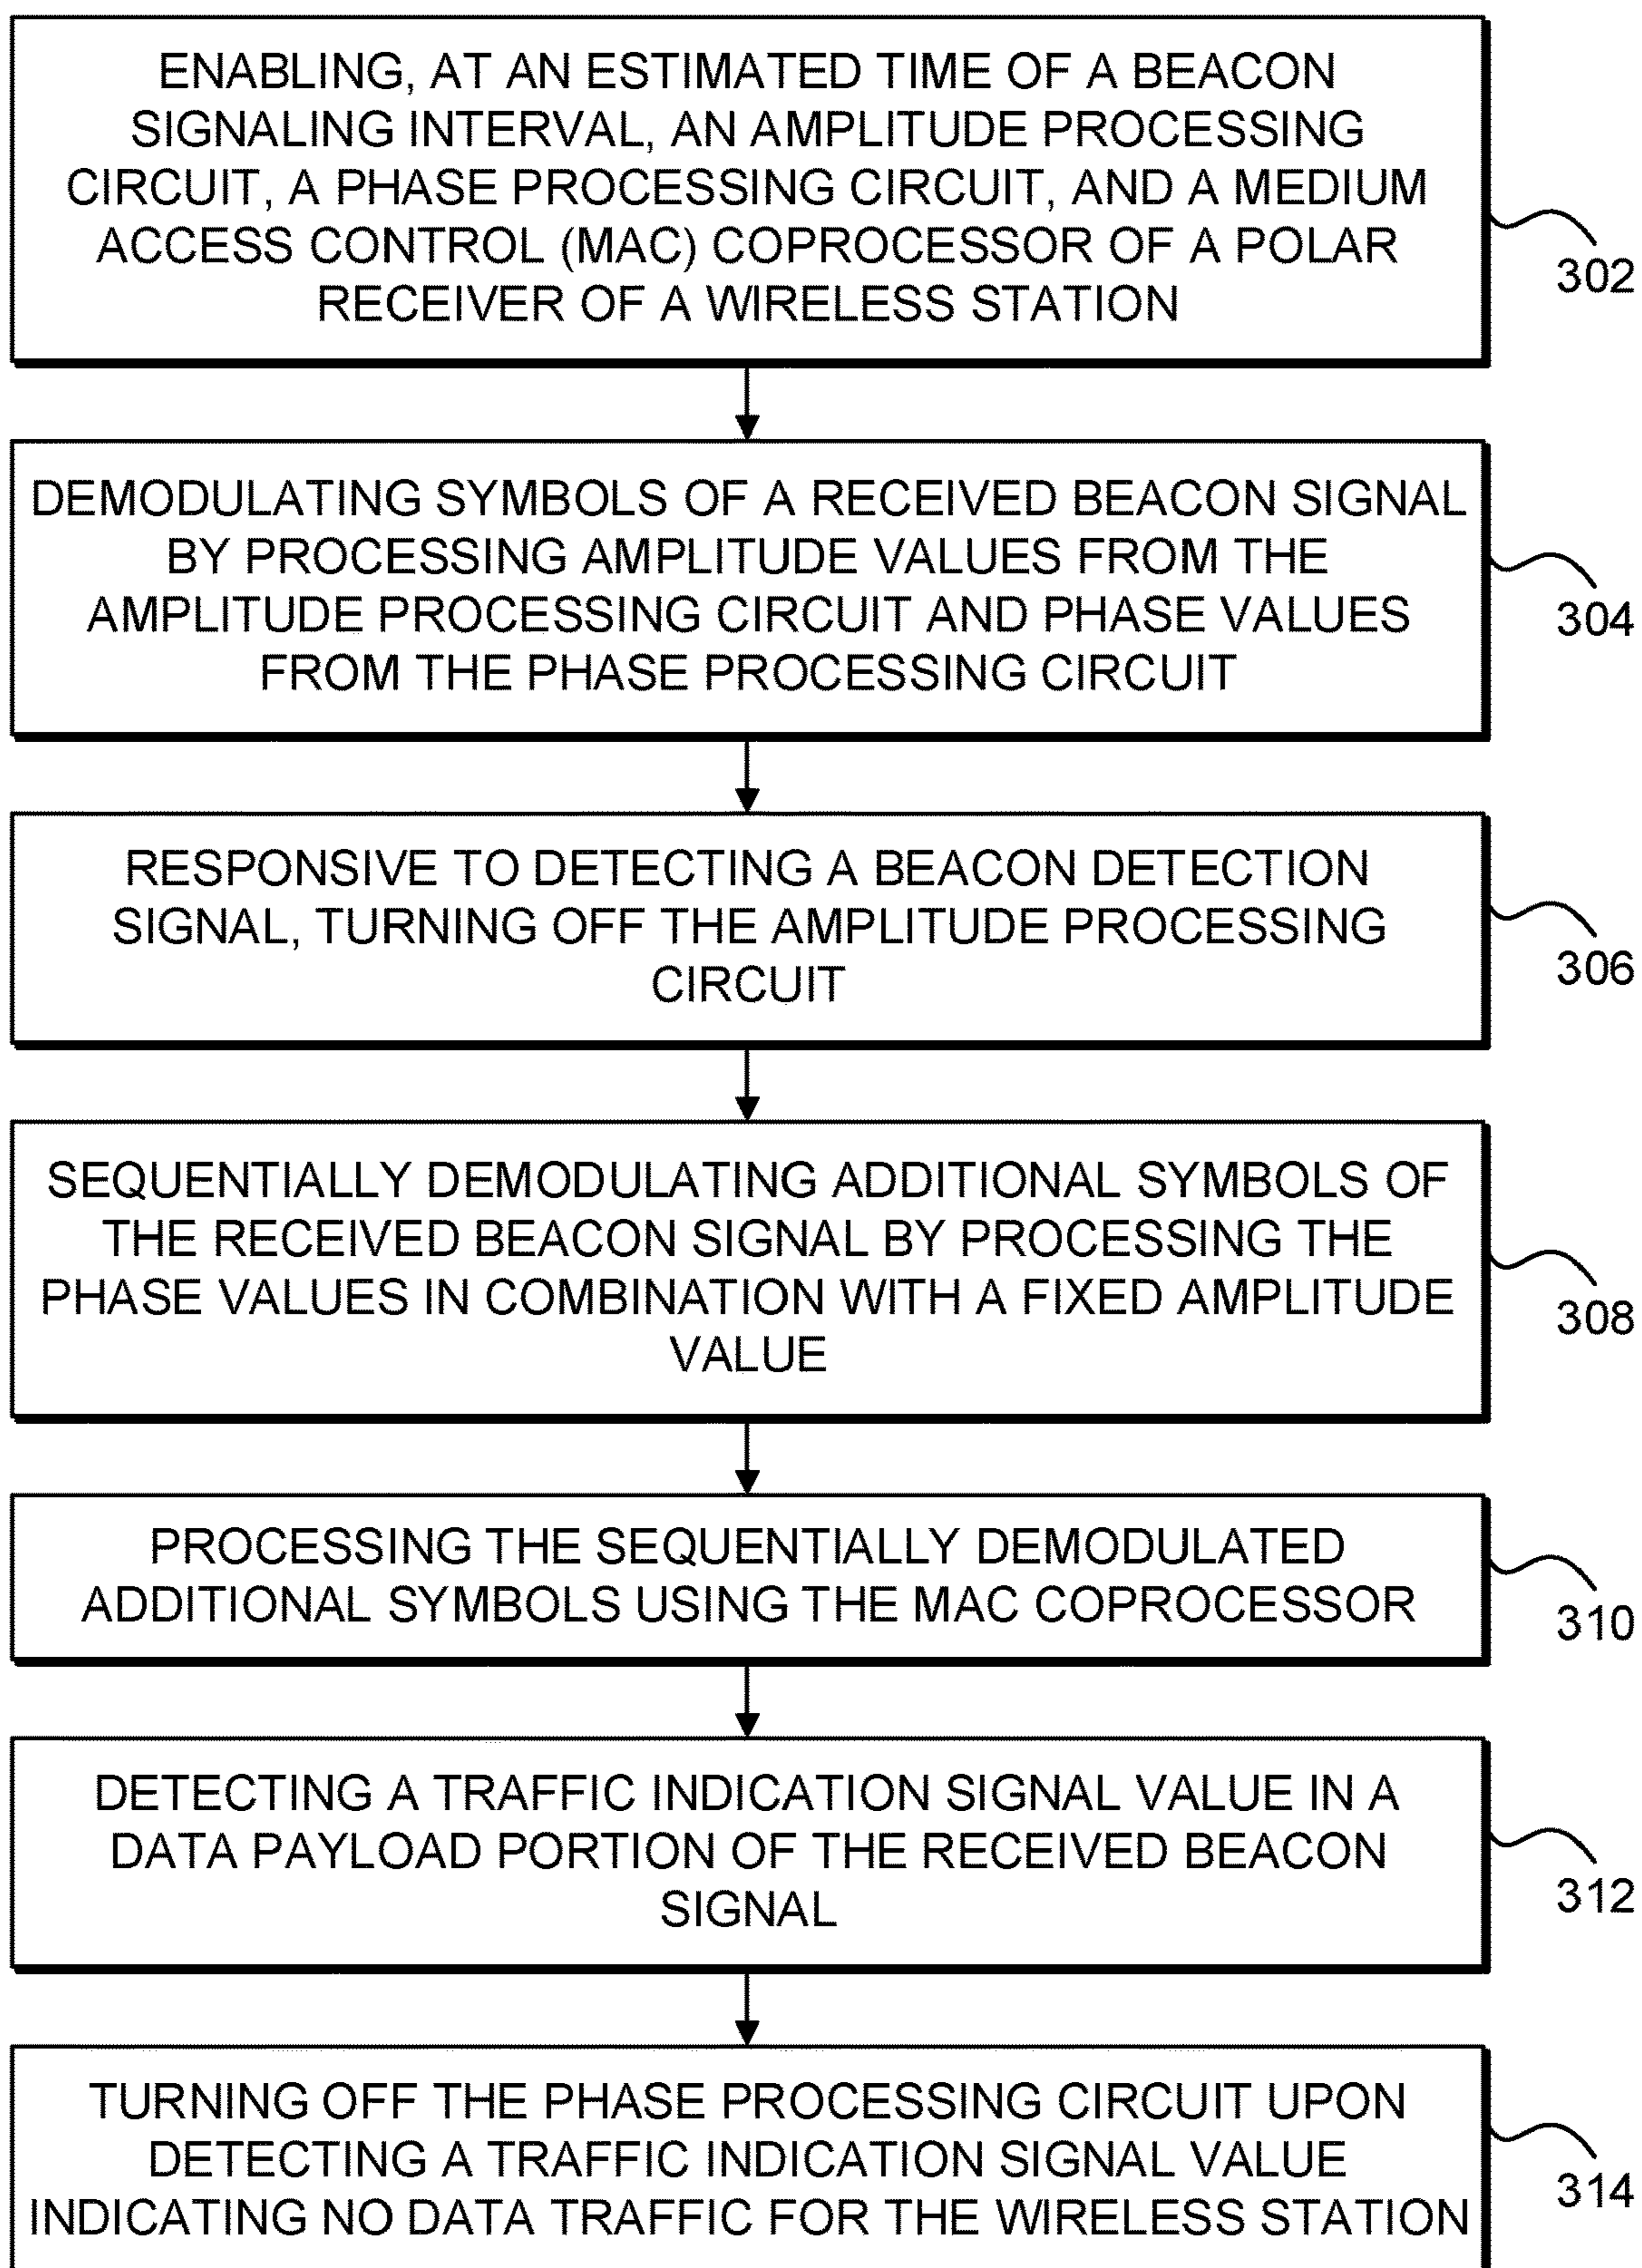 ENABLING, AT AN ESTIMATED TIME OF A BEACON
SIGNALING INTERVAL, AN AMPLITUDE PROCESSING
CIRCUIT, A PHASE PROCESSING CIRCUIT, AND A MEDIUM
ACCESS CONTROL (MAC) COPROCESSOR OF A POLAR
RECEIVER OF A WIRELESS STATION
302
DEMODULATING SYMBOLS OF A RECEIVED BEACON SIGNAL
BY PROCESSING AMPLITUDE VALUES FROM THE
AMPLITUDE PROCESSING CIRCUIT AND PHASE VALUES
FROM THE PHASE PROCESSING CIRCUIT
304
RESPONSIVE TO DETECTING A BEACON DETECTION
SIGNAL, TURNING OFF THE AMPLITUDE PROCESSING
CIRCUIT
306
SEQUENTIALLY DEMODULATING ADDITIONAL SYMBOLS OF
THE RECEIVED BEACON SIGNAL BY PROCESSING THE
PHASE VALUES IN COMBINATION WITH A FIXED AMPLITUDE
VALUE
308
PROCESSING THE SEQUENTIALLY DEMODULATED
ADDITIONAL SYMBOLS USING THE MAC COPROCESSOR
310
DETECTING A TRAFFIC INDICATION SIGNAL VALUE IN A
DATA PAYLOAD PORTION OF THE RECEIVED BEACON
SIGNAL
312
TURNING OFF THE PHASE PROCESSING CIRCUIT UPON
DETECTING A TRAFFIC INDICATION SIGNAL VALUE
INDICATING NO DATA TRAFFIC FOR THE WIRELESS STATION
314